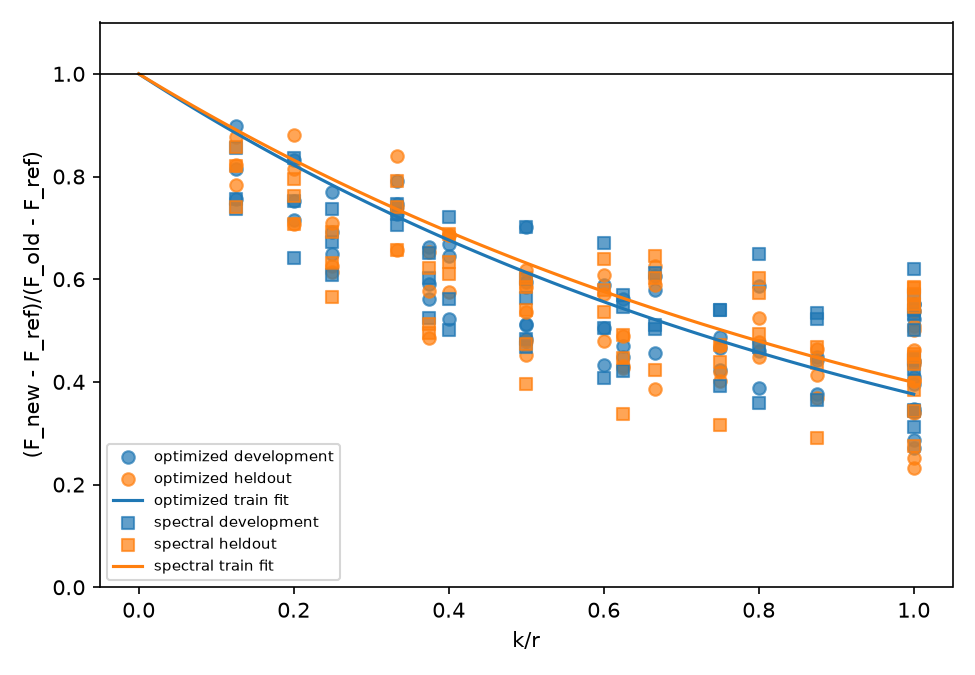 1.0
0.8
0.6
0.4
0.2
0.0
(F_new - F_ref)/(F_old - F_ref)
optimized development
optimized heldout
optimized train fit
spectral development
spectral heldout
spectral train fit
0.0 0.2 0.4 0.6 0.8 1.0
k/r